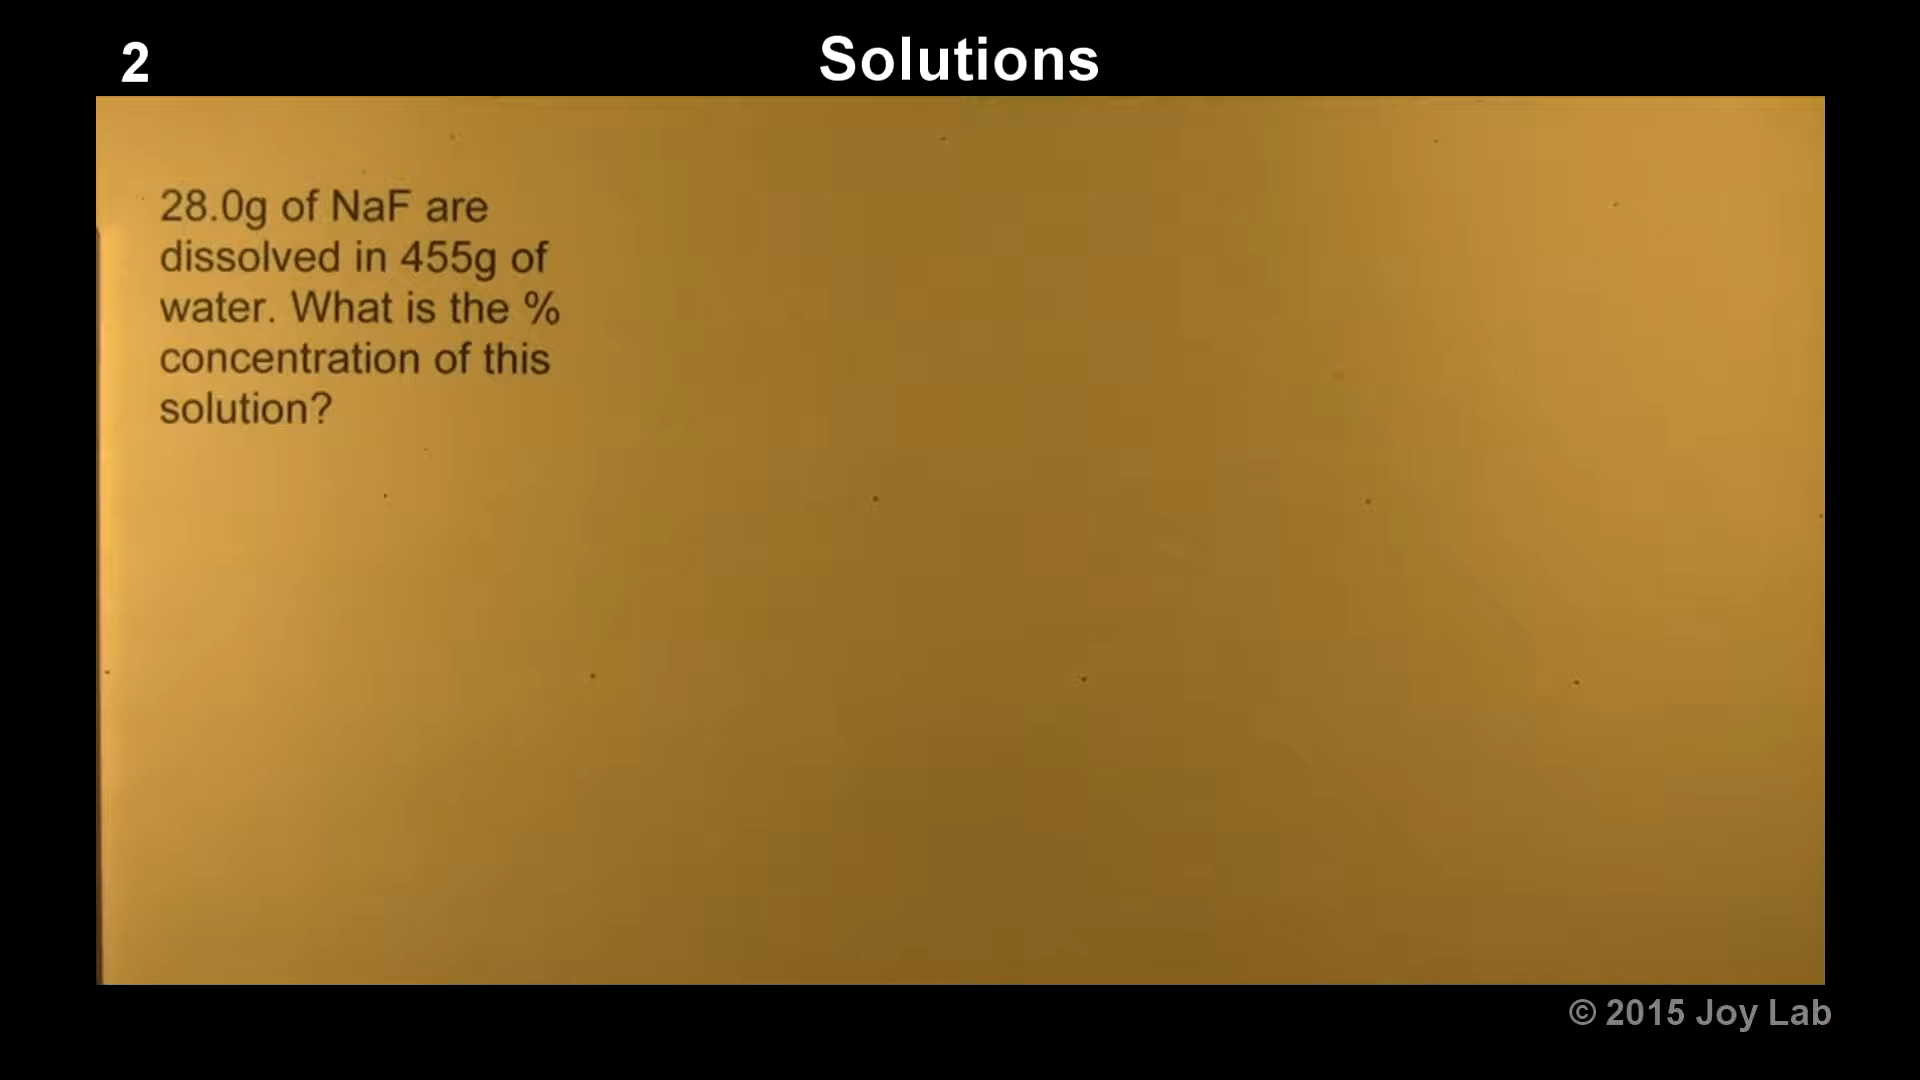 2
Solutions
28.0g of NaF are
dissolved in 455g of
water. What is the %
concentration of this
solution?
© 2015 Joy Lab